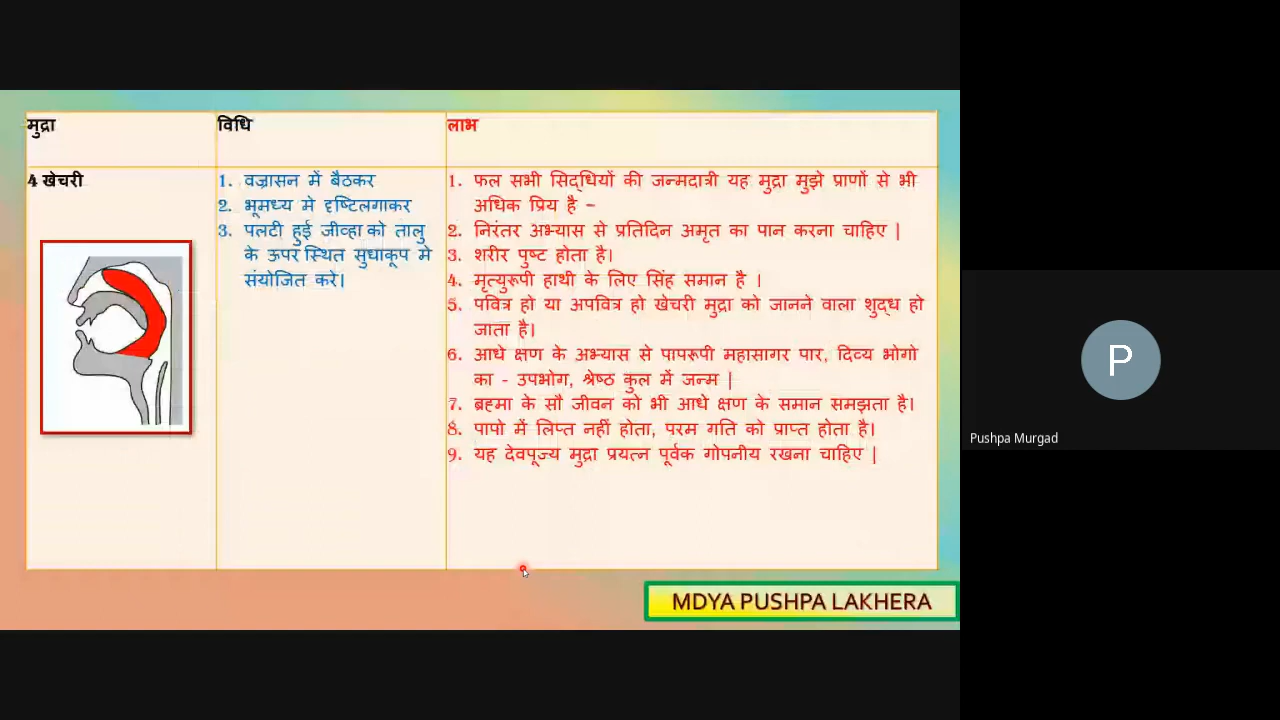 मुद्रा
विधि
लाभ
4 खेचरी
1. वज्रासन में बैठकर
2. भूमध्य मे दृष्टिलगाकर
3. पलटी हुई जीव्हा को तालु
के ऊपर स्थित सुधाकूप मे
संयोजित करे।
1. फल सभी सिद्धियों की जन्मदात्री यह मुद्रा मुझे प्राणों से भी
अधिक प्रिय है –
2. निरंतर अभ्यास से प्रतिदिन अमृत का पान करना चाहिए |
3. शरीर पुष्ट होता है।
4. मृत्युरूपी हाथी के लिए सिंह समान है ।
5. पवित्र हो या अपवित्र हो खेचरी मुद्रा को जानने वाला शुद्ध हो
जाता है।
6. आधे क्षण के अभ्यास से पापरूपी महासागर पार, दिव्य भोगो
का - उपभोग, श्रेष्ठ कुल में जन्म |
7. ब्रह्मा के सौ जीवन को भी आधे क्षण के समान समझता है।
8. पापो में लिप्त नहीं होता, परम गति को प्राप्त होता है।
9. यह देवपूज्य मुद्रा प्रयत्न पूर्वक गोपनीय रखना चाहिए |
MDYA PUSHPA LAKHERA
P
Pushpa Murgad